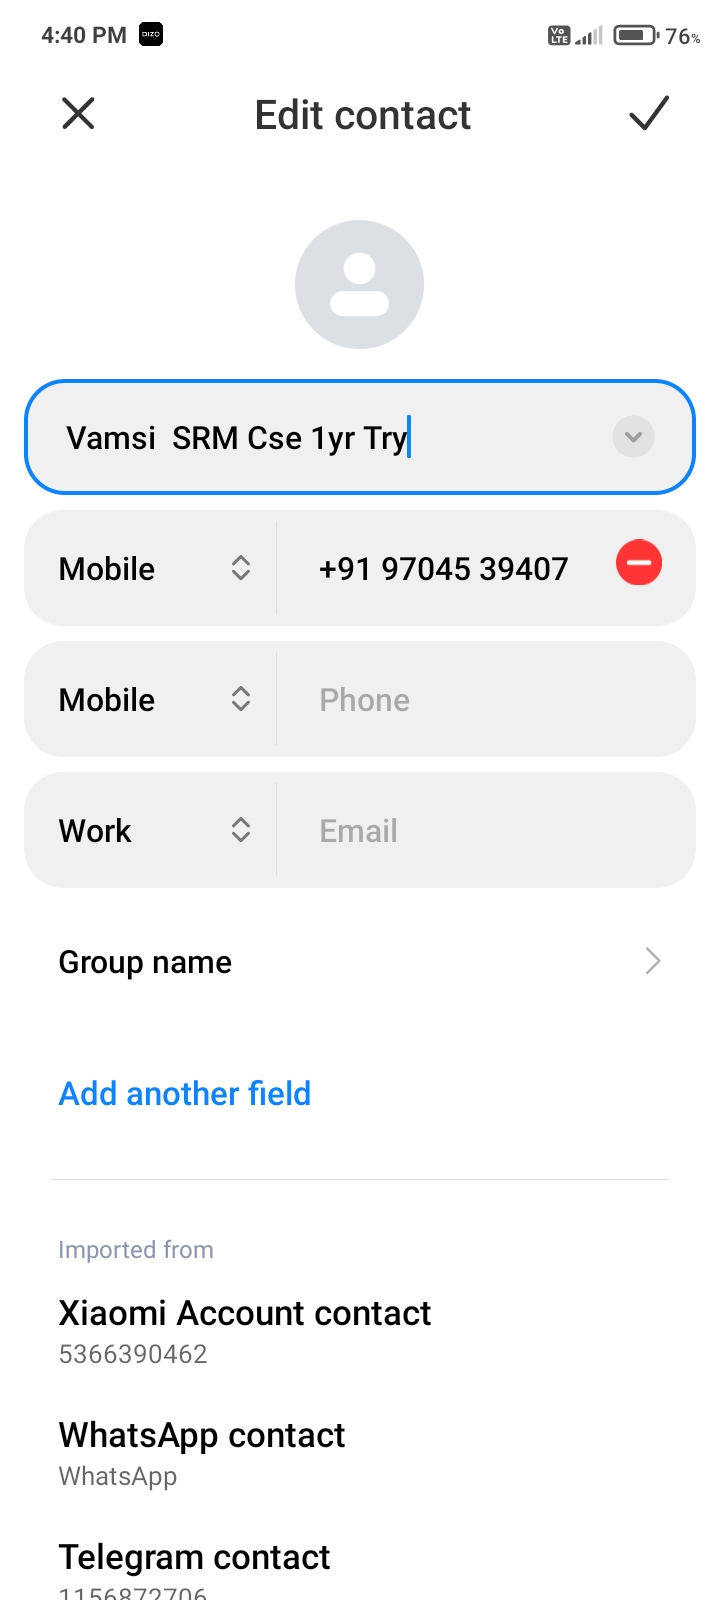 4:40 PM DIZO Vo LTE 76%
Edit contact
Vamsi  SRM Cse 1yr Try
Mobile +91 97045 39407
Mobile Phone
Work Email
Group name
Add another field
Imported from
Xiaomi Account contact
5366390462
WhatsApp contact
WhatsApp
Telegram contact
1156872706